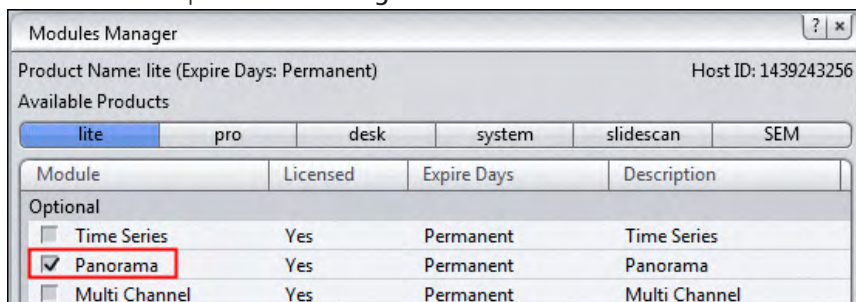 Modules Manager
? x
Product Name: lite (Expire Days: Permanent) Host ID: 1439243256
Available Products
lite pro desk system slidescan SEM
Module Licensed Expire Days Description
Optional
Time Series Yes Permanent Time Series
Panorama Yes Permanent Panorama
Multi Channel Yes Permanent Multi Channel